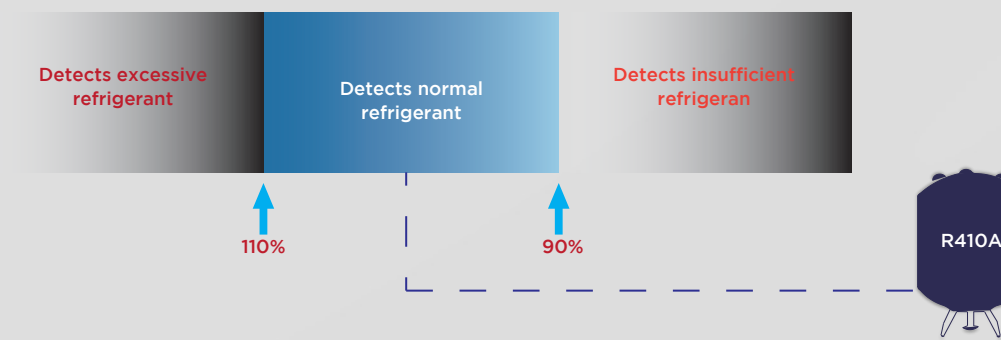 Detects excessive
refrigerant
Detects normal
refrigerant
Detects insufficient
refrigeran
110%
90%
R410A